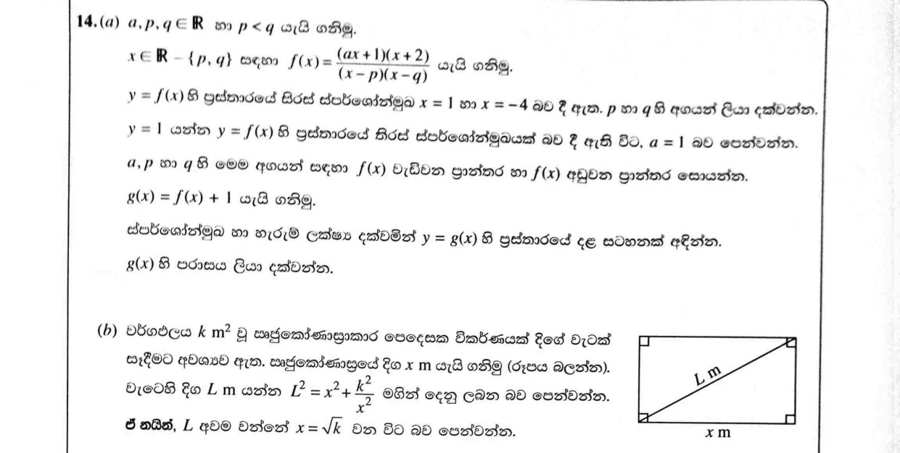 14.(a) a, p, q ∈ ℝ හා p < q යැයි ගනිමු.
x ∈ ℝ − {p, q} සඳහා f(x) = (ax + 1)(x + 2) / (x − p)(x − q) යැයි ගනිමු.
y = f(x) හි ප්‍රස්තාරයේ සිරස් ස්පර්ශෝන්මුඛ x = 1 හා x = −4 බව දී ඇත. p හා q හි අගයන් ලියා දක්වන්න.
y = 1 යන්න y = f(x) හි ප්‍රස්තාරයේ තිරස් ස්පර්ශෝන්මුඛයක් බව දී ඇති විට, a = 1 බව පෙන්වන්න.
a, p හා q හි මෙම අගයන් සඳහා f(x) වැඩිවන ප්‍රාන්තර හා f(x) අඩුවන ප්‍රාන්තර සොයන්න.
g(x) = f(x) + 1 යැයි ගනිමු.
ස්පර්ශෝන්මුඛ හා හැරුම් ලක්ෂ්‍ය දක්වමින් y = g(x) හි ප්‍රස්තාරයේ දළ සටහනක් අඳින්න.
g(x) හි පරාසය ලියා දක්වන්න.
(b) වර්ගඵලය k m² වූ සෘජුකෝණාස්‍රාකාර පෙදෙසක විකර්ණයක් දිගේ වැටක්
සෑදීමට අවශ්‍යව ඇත. සෘජුකෝණාස්‍රයේ දිග x m යැයි ගනිමු (රූපය බලන්න).
වැටෙහි දිග L m යන්න L² = x² + k²/x² මගින් දෙනු ලබන බව පෙන්වන්න.
ඒ නයින්, L අවම වන්නේ x = √k වන විට බව පෙන්වන්න.
L m
x m